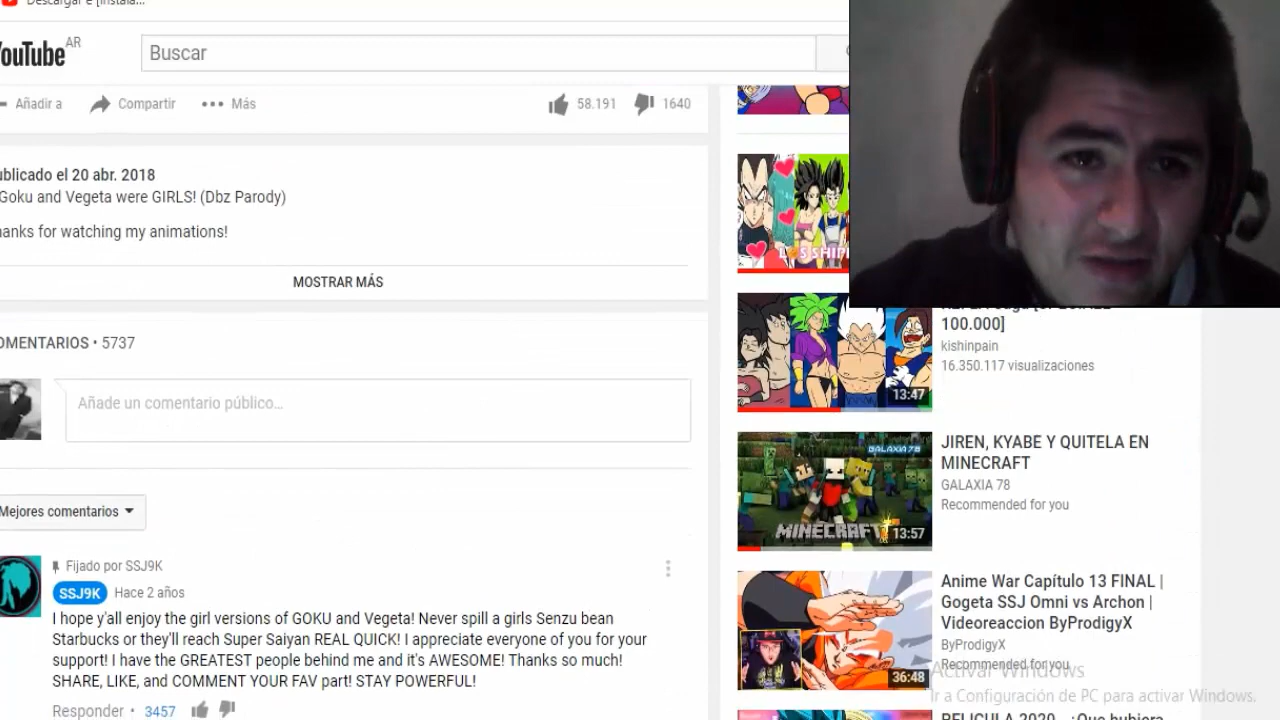 Descargar e [Instala...
YouTube AR
Buscar
Añadir a
Compartir
••• Más
58.191
1640
ublicado el 20 abr. 2018
Goku and Vegeta were GIRLS! (Dbz Parody)
hanks for watching my animations!
MOSTRAR MÁS
OMENTARIOS • 5737
Añade un comentario público...
Mejores comentarios
Fijado por SSJ9K
SSJ9K Hace 2 años
I hope y'all enjoy the girl versions of GOKU and Vegeta! Never spill a girls Senzu bean
Starbucks or they'll reach Super Saiyan REAL QUICK! I appreciate everyone of you for your
support! I have the GREATEST people behind me and it's AWESOME! Thanks so much!
SHARE, LIKE, and COMMENT YOUR FAV part! STAY POWERFUL!
Responder • 3457
100.000]
kishinpain
16.350.117 visualizaciones
13:47
JIREN, KYABE Y QUITELA EN
MINECRAFT
GALAXIA 78
Recommended for you
GALAXIA 78
MINECRAFT
13:57
Anime War Capítulo 13 FINAL |
Gogeta SSJ Omni vs Archon |
Videoreaccion ByProdigyX
ByProdigyX
Recommended for you
36:48
Activar Windows
Ir a Configuración de PC para activar Windows.
PELICULA 2020